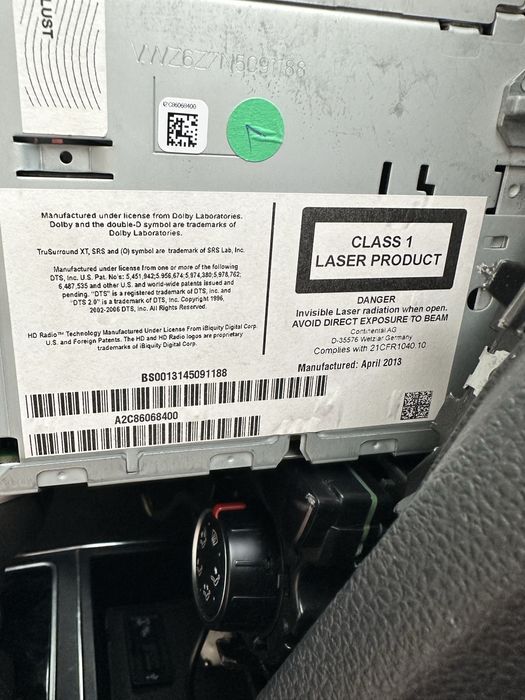 LUST
VWZ6Z7N5091188
A2C86068400
Manufactured under license from Dolby Laboratories.
Dolby and the double-D symbol are trademarks of
Dolby Laboratories.
TruSurround XT, SRS and (O) symbol are trademark of SRS Lab, Inc.
Manufactured under license from one or more of the following
DTS, Inc. U.S. Pat. No's: 5,451,942;5,956,674;5,974,380;5,978,762;
6,487,535 and other U.S. and world-wide patents issued and
pending. "DTS" is a registered trademark of DTS, Inc. and
"DTS 2.0" is a trademark of DTS, Inc. Copyright 1996,
2002-2006 DTS, Inc. All Rights Reserved.
HD Radio™ Technology Manufactured Under License From iBiquity Digital Corp.
U.S. and Foreign Patents. The HD and HD Radio logos are proprietary
trademarks of iBiquity Digital Corp.
BS0013145091188
A2C86068400
CLASS 1
LASER PRODUCT
DANGER
Invisible Laser radiation when open.
AVOID DIRECT EXPOSURE TO BEAM
Continental AG
D-35576 Wetzlar Germany
Complies with 21CFR1040.10.
Manufactured: April 2013